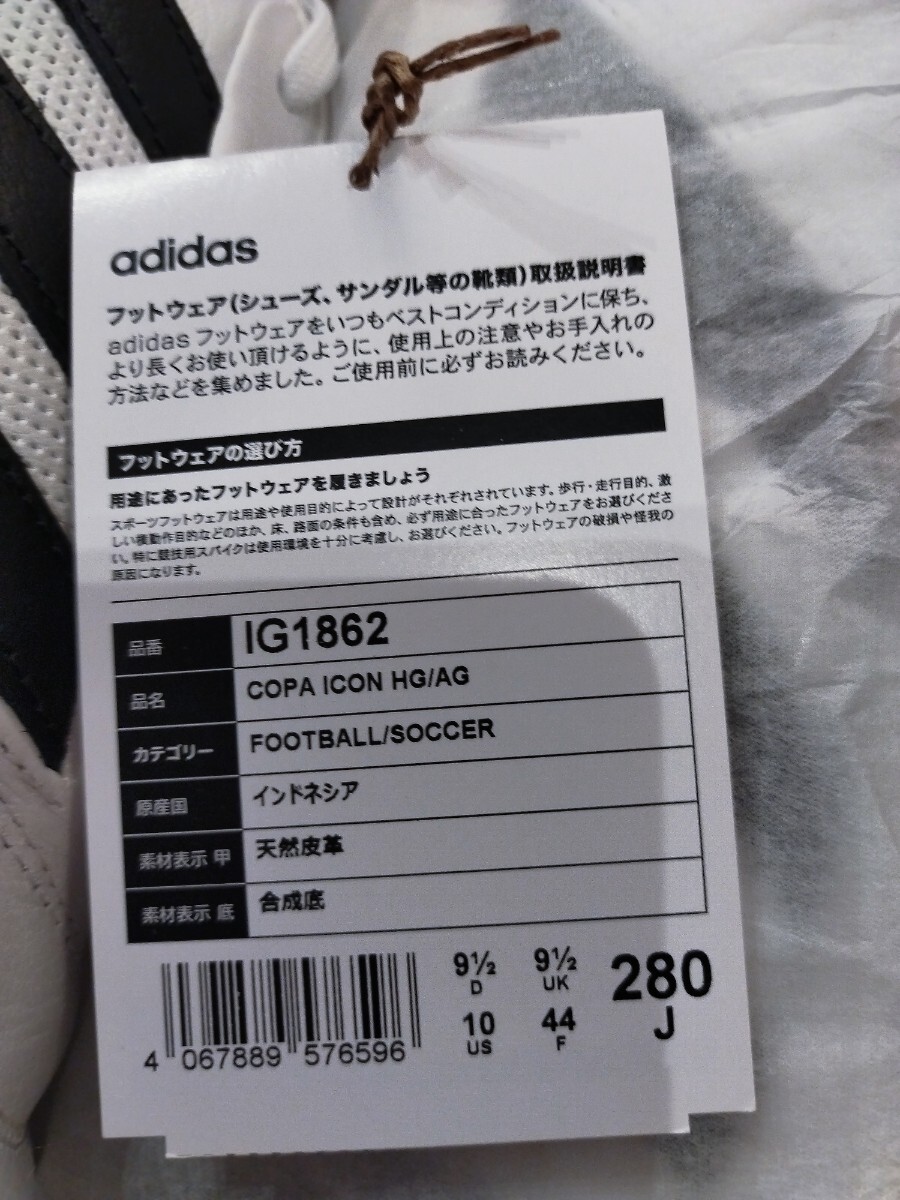 adidas
フットウェア(シューズ、サンダル等の靴類)取扱説明書
adidas フットウェアをいつもベストコンディションに保ち、
より長くお使い頂けるように、使用上の注意やお手入れの
方法などを集めました。ご使用前に必ずお読みください。
フットウェアの選び方
用途にあったフットウェアを履きましょう
スポーツフットウェアは用途や使用目的によって設計がそれぞれされています。歩行・走行目的、激
しい横動作目的などのほか、床、路面の条件も含め、必ず用途に合ったフットウェアをお選びくださ
い。特に競技用スパイクは使用環境を十分に考慮し、お選びください。フットウェアの破損や怪我の
原因になります。
品番 IG1862
品名 COPA ICON HG/AG
カテゴリー FOOTBALL/SOCCER
原産国 インドネシア
素材表示 甲 天然皮革
素材表示 底 合成底
9½ D 9½ UK 280 J
10 US 44 F
4 067889 576596